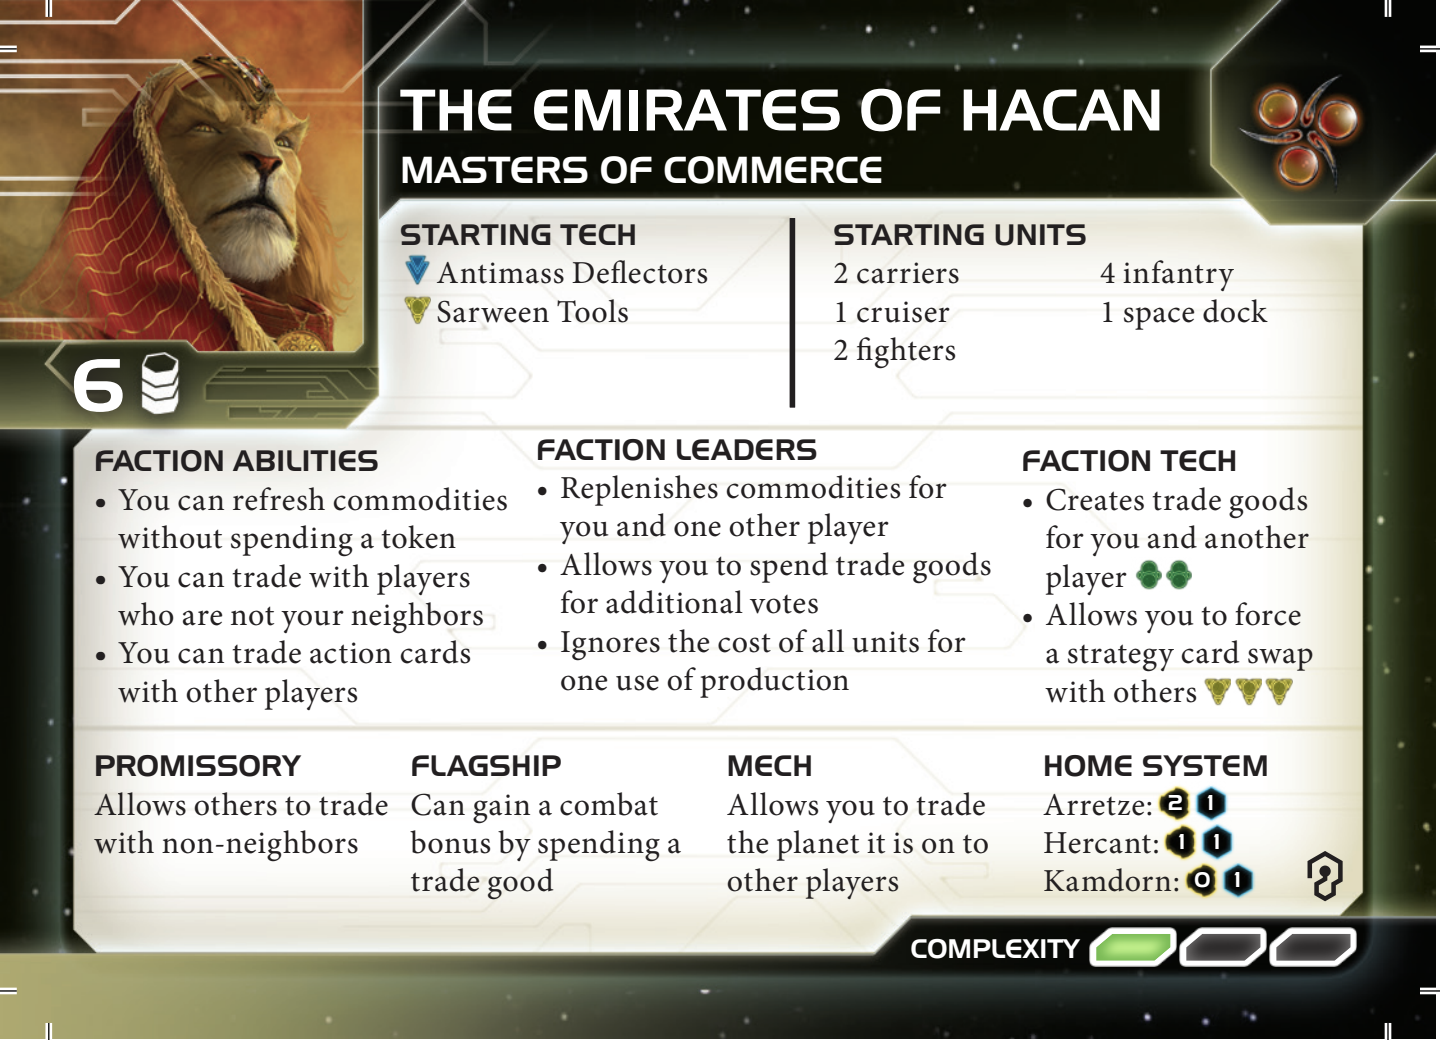 THE EMIRATES OF HACAN
MASTERS OF COMMERCE
STARTING TECH
Antimass Deflectors
Sarween Tools
STARTING UNITS
2 carriers
1 cruiser
2 fighters
4 infantry
1 space dock
6
FACTION ABILITIES
• You can refresh commodities
without spending a token
• You can trade with players
who are not your neighbors
• You can trade action cards
with other players
FACTION LEADERS
• Replenishes commodities for
you and one other player
• Allows you to spend trade goods
for additional votes
• Ignores the cost of all units for
one use of production
FACTION TECH
• Creates trade goods
for you and another
player
• Allows you to force
a strategy card swap
with others
PROMISSORY
Allows others to trade
with non-neighbors
FLAGSHIP
Can gain a combat
bonus by spending a
trade good
MECH
Allows you to trade
the planet it is on to
other players
HOME SYSTEM
Arretze: 2 1
Hercant: 1 1
Kamdorn: 0 1
COMPLEXITY